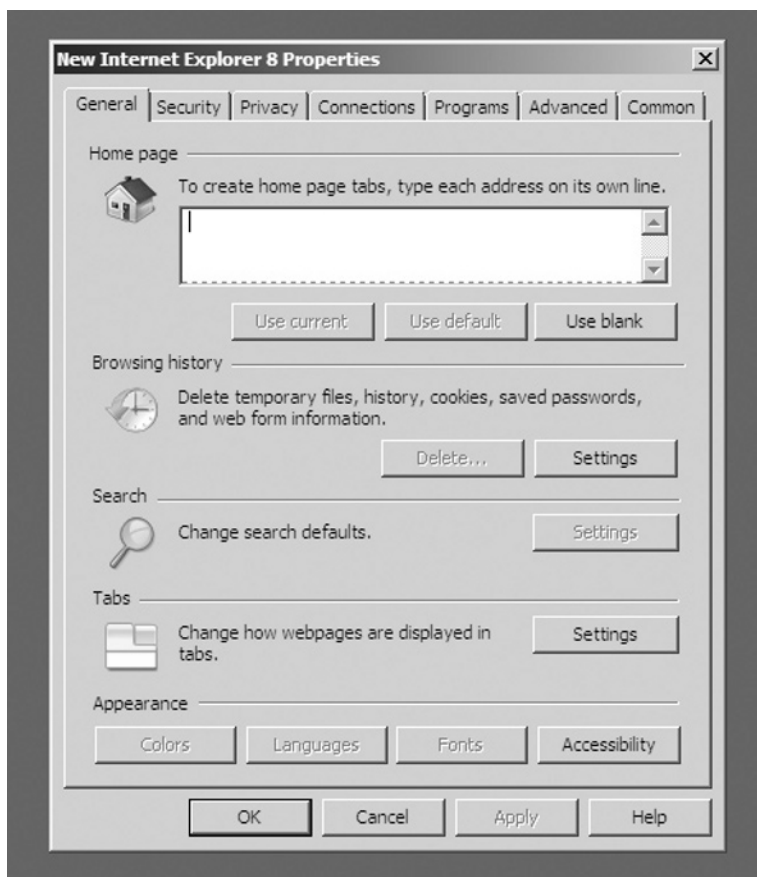 New Internet Explorer 8 Properties
General Security Privacy Connections Programs Advanced Common
Home page
To create home page tabs, type each address on its own line.
Use current Use default Use blank
Browsing history
Delete temporary files, history, cookies, saved passwords,
and web form information.
Delete... Settings
Search
Change search defaults. Settings
Tabs
Change how webpages are displayed in Settings
tabs.
Appearance
Colors Languages Fonts Accessibility
OK Cancel Apply Help